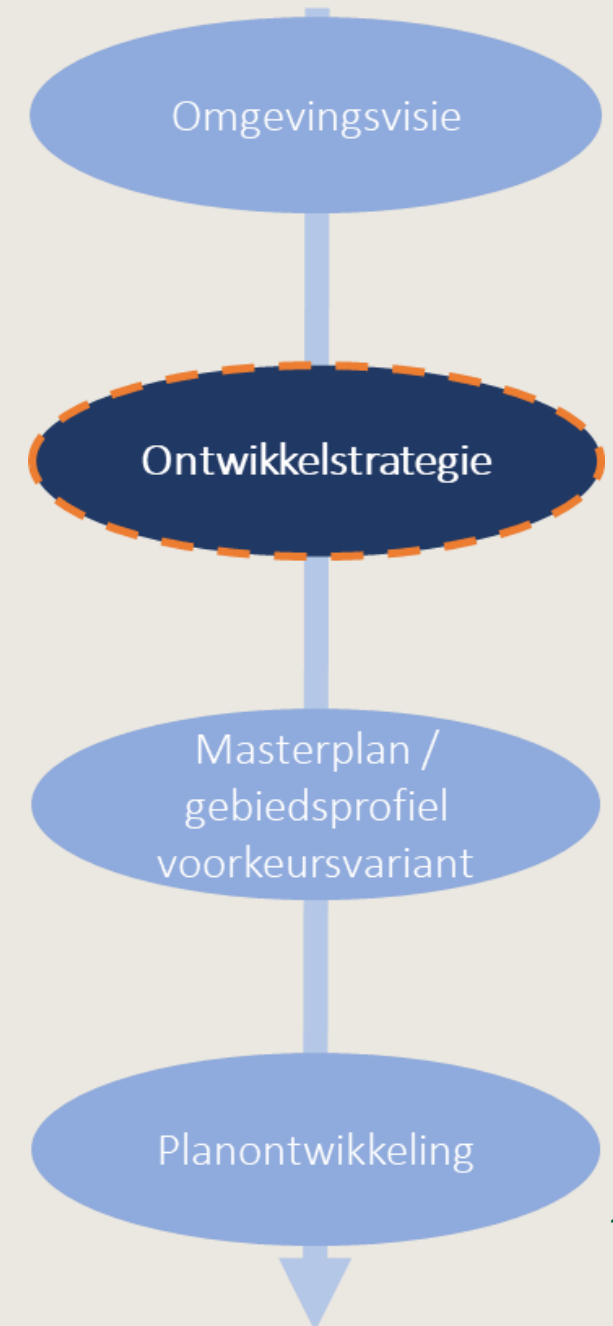 Omgevingsvisie
Ontwikkelstrategie
Masterplan /
gebiedsprofiel
voorkeursvariant
Planontwikkeling